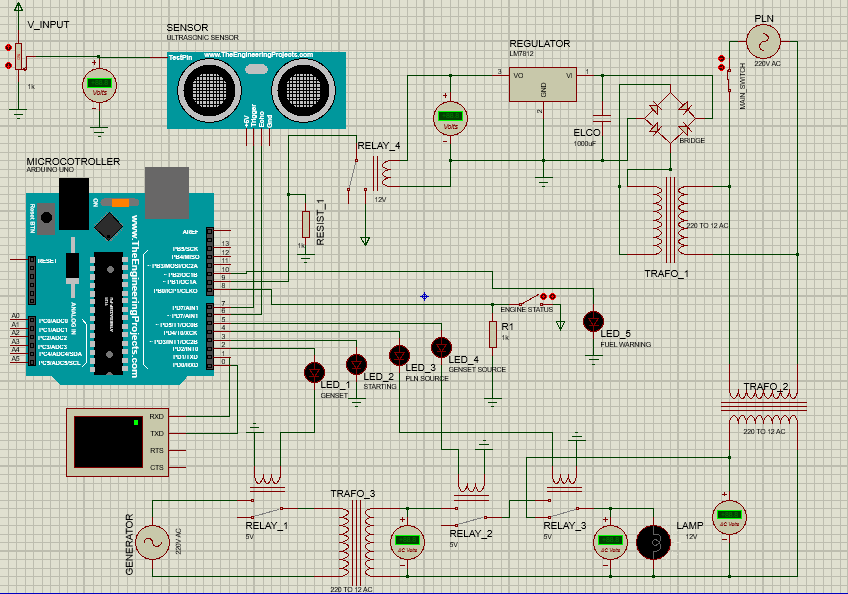 V_INPUT
1k
Volts
SENSOR
ULTRASONIC SENSOR
TestPin
www.TheEngineeringProjects.com
+5V
Trigger
Echo
Gnd
REGULATOR
LM7812
3
VO
VI
1
GND
2
Volts
ELCO
1000uF
BRIDGE
PLN
220V AC
MAIN_SWITCH
RELAY_4
12V
RESIST_1
1k
220 TO 12 AC
TRAFO_1
MICROCOTROLLER
ARDUINO UNO
Reset BTN
ON
www.TheEngineeringProjects.com
RESET
ANALOG IN
AREF
PB5/SCK
13
PB4/MISO
12
~ PB3/MOSI/OC2A
11
~ PB2/OC1B
10
~ PB1/OC1A
9
PB0/ICP1/CLKO
8
PD7/AIN1
7
~ PD6/AIN1
6
~ PD5/T1/OC0B
5
PD4/T0/XCK
4
~ PD3/INT1/OC2B
3
PD2/INT0
2
PD1/TXD
1
PD0/RXD
0
A0
PC0/ADC0
A1
PC1/ADC1
A2
PC2/ADC2
A3
PC3/ADC3
A4
PC4/ADC4/SDA
A5
PC5/ADC5/SCL
ENGINE STATUS
R1
1k
LED_5
FUEL WARNING
LED_1
GENSET
LED_2
STARTING
LED_3
PLN SOURCE
LED_4
GENSET SOURCE
TRAFO_2
220 TO 12 AC
RXD
TXD
RTS
CTS
GENERATOR
220V AC
RELAY_1
5V
TRAFO_3
220 TO 12 AC
AC Volts
RELAY_2
5V
RELAY_3
5V
AC Volts
LAMP
12V
AC Volts